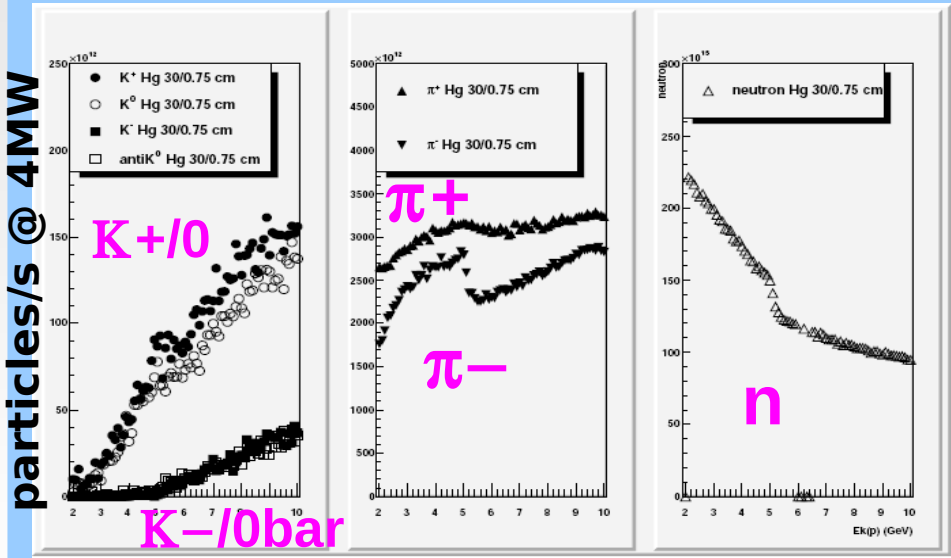 particles/s @ 4MW
×10¹²
250
200
150
100
50
0
K⁺ Hg 30/0.75 cm
K⁰ Hg 30/0.75 cm
K⁻ Hg 30/0.75 cm
antiK⁰ Hg 30/0.75 cm
K+/0
2 3 4 5 6 7 8 9 10
K−/0bar
×10¹²
5000
4500
4000
3500
3000
2500
2000
1500
1000
500
0
π⁺ Hg 30/0.75 cm
π⁻ Hg 30/0.75 cm
π+
π−
2 3 4 5 6 7 8 9 10
neutron
×10¹⁵
300
250
200
150
100
50
0
neutron Hg 30/0.75 cm
n
2 3 4 5 6 7 8 9 10
Ek(p) (GeV)